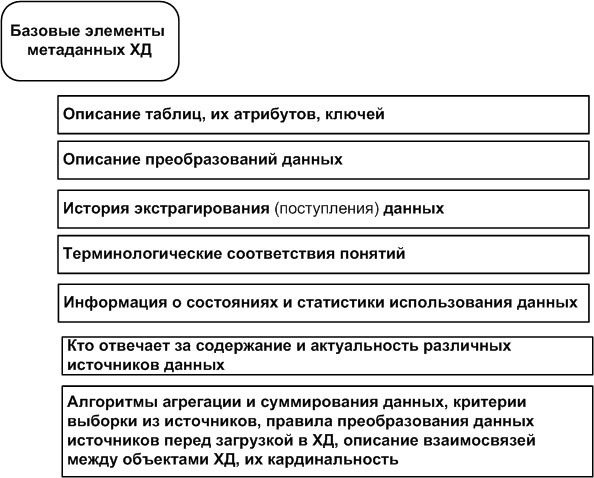 Базовые элементы
метаданных ХД
Описание таблиц, их атрибутов, ключей
Описание преобразований данных
История экстрагирования (поступления) данных
Терминологические соответствия понятий
Информация о состояниях и статистики использования данных
Кто отвечает за содержание и актуальность различных
источников данных
Алгоритмы агрегации и суммирования данных, критерии
выборки из источников, правила преобразования данных
источников перед загрузкой в ХД, описание взаимосвязей
между объектами ХД, их кардинальность